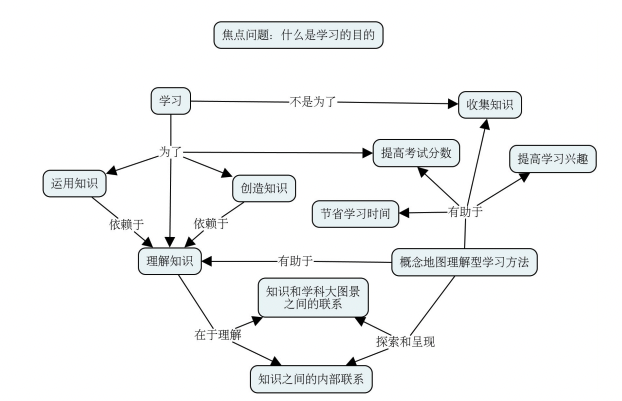 焦点问题：什么是学习的目的
学习
不是为了
收集知识
为了
提高考试分数
提高学习兴趣
运用知识
创造知识
节省学习时间
有助于
依赖于
依赖于
理解知识
有助于
概念地图理解型学习方法
知识和学科大图景
之间的联系
在于理解
探索和呈现
知识之间的内部联系